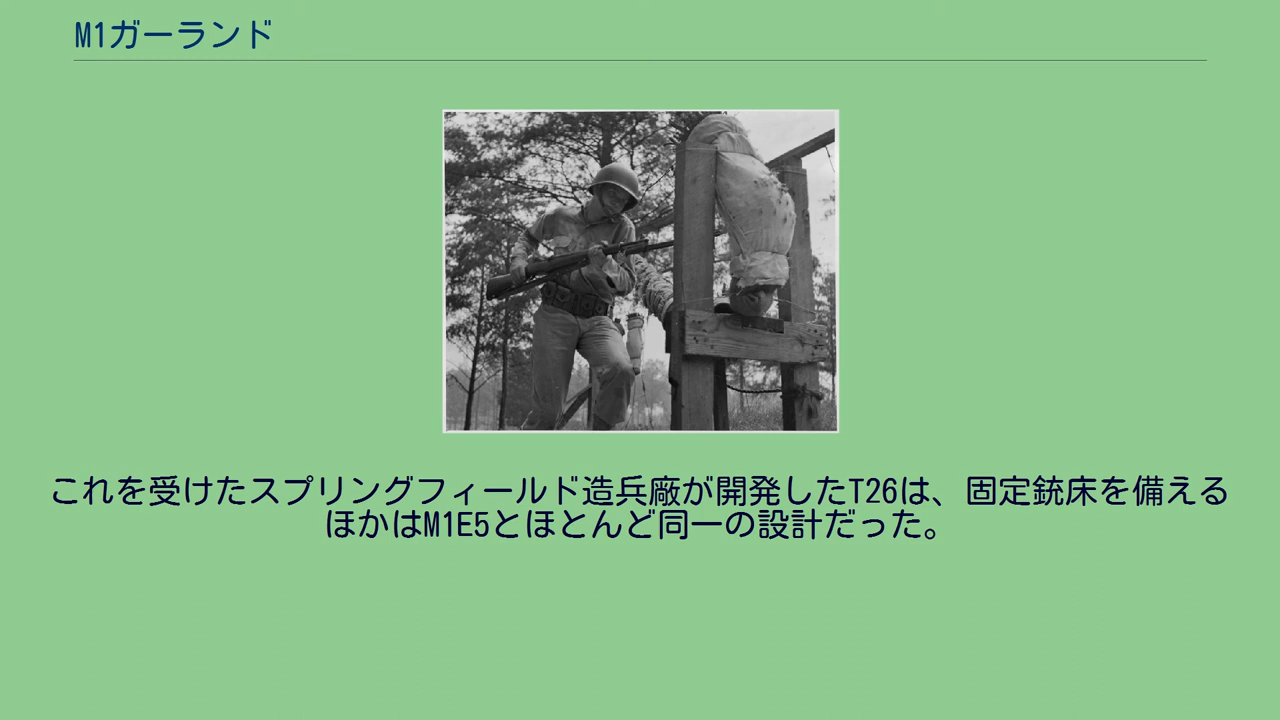 M1ガーランド
これを受けたスプリングフィールド造兵廠が開発したT26は、固定銃床を備える
ほかはM1E5とほとんど同一の設計だった。